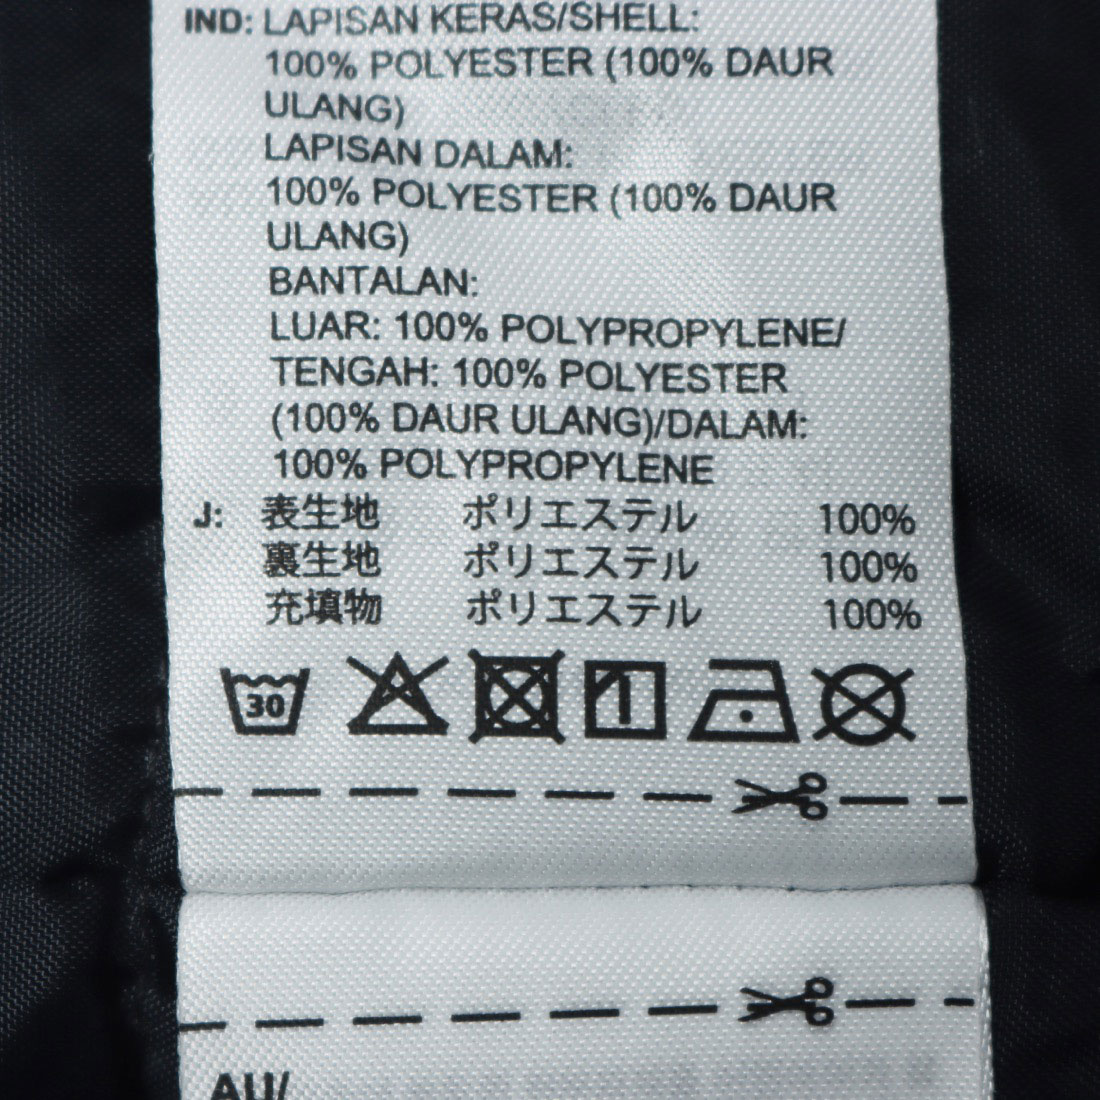 IND: LAPISAN KERAS/SHELL:
100% POLYESTER (100% DAUR
ULANG)
LAPISAN DALAM:
100% POLYESTER (100% DAUR
ULANG)
BANTALAN:
LUAR: 100% POLYPROPYLENE/
TENGAH: 100% POLYESTER
(100% DAUR ULANG)/DALAM:
100% POLYPROPYLENE
J: 表生地 ポリエステル 100%
裏生地 ポリエステル 100%
充填物 ポリエステル 100%
30
AU/